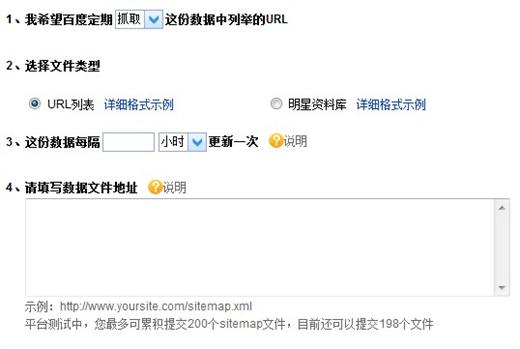 1、我希望百度定期 抓取 这份数据中列举的URL
2、选择文件类型
URL列表 详细格式示例 明星资料库 详细格式示例
3、这份数据每隔 小时 更新一次 ?说明
4、请填写数据文件地址 ?说明
示例：http://www.yoursite.com/sitemap.xml
平台测试中，您最多可累积提交200个sitemap文件，目前还可以提交198个文件